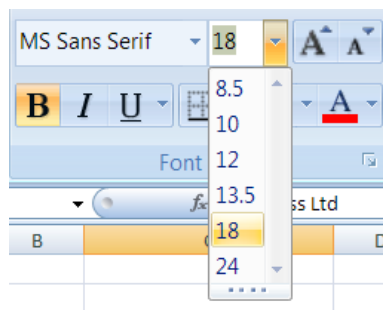 MS Sans Serif 18 A A
B I U A
8.5
10
Font 12
fx 13.5 ss Ltd
B 18 D
24